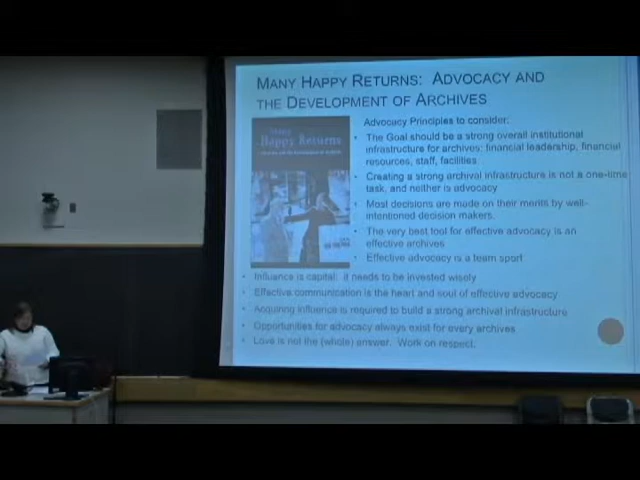 MANY HAPPY RETURNS: ADVOCACY AND
THE DEVELOPMENT OF ARCHIVES
Many
Happy Returns
Advocacy Principles to consider:
• The Goal should be a strong overall institutional
infrastructure for archives: financial leadership, financial
resources, staff, facilities
• Creating a strong archival infrastructure is not a one-time
task, and neither is advocacy
• Most decisions are made on their merits by well-
intentioned decision makers.
• The very best tool for effective advocacy is an
effective archives
• Effective advocacy is a team sport
• Influence is capital: it needs to be invested wisely
• Effective communication is the heart and soul of effective advocacy
• Acquiring influence is required to build a strong archival infrastructure
• Opportunities for advocacy always exist for every archives
• Love is not the (whole) answer. Work on respect.